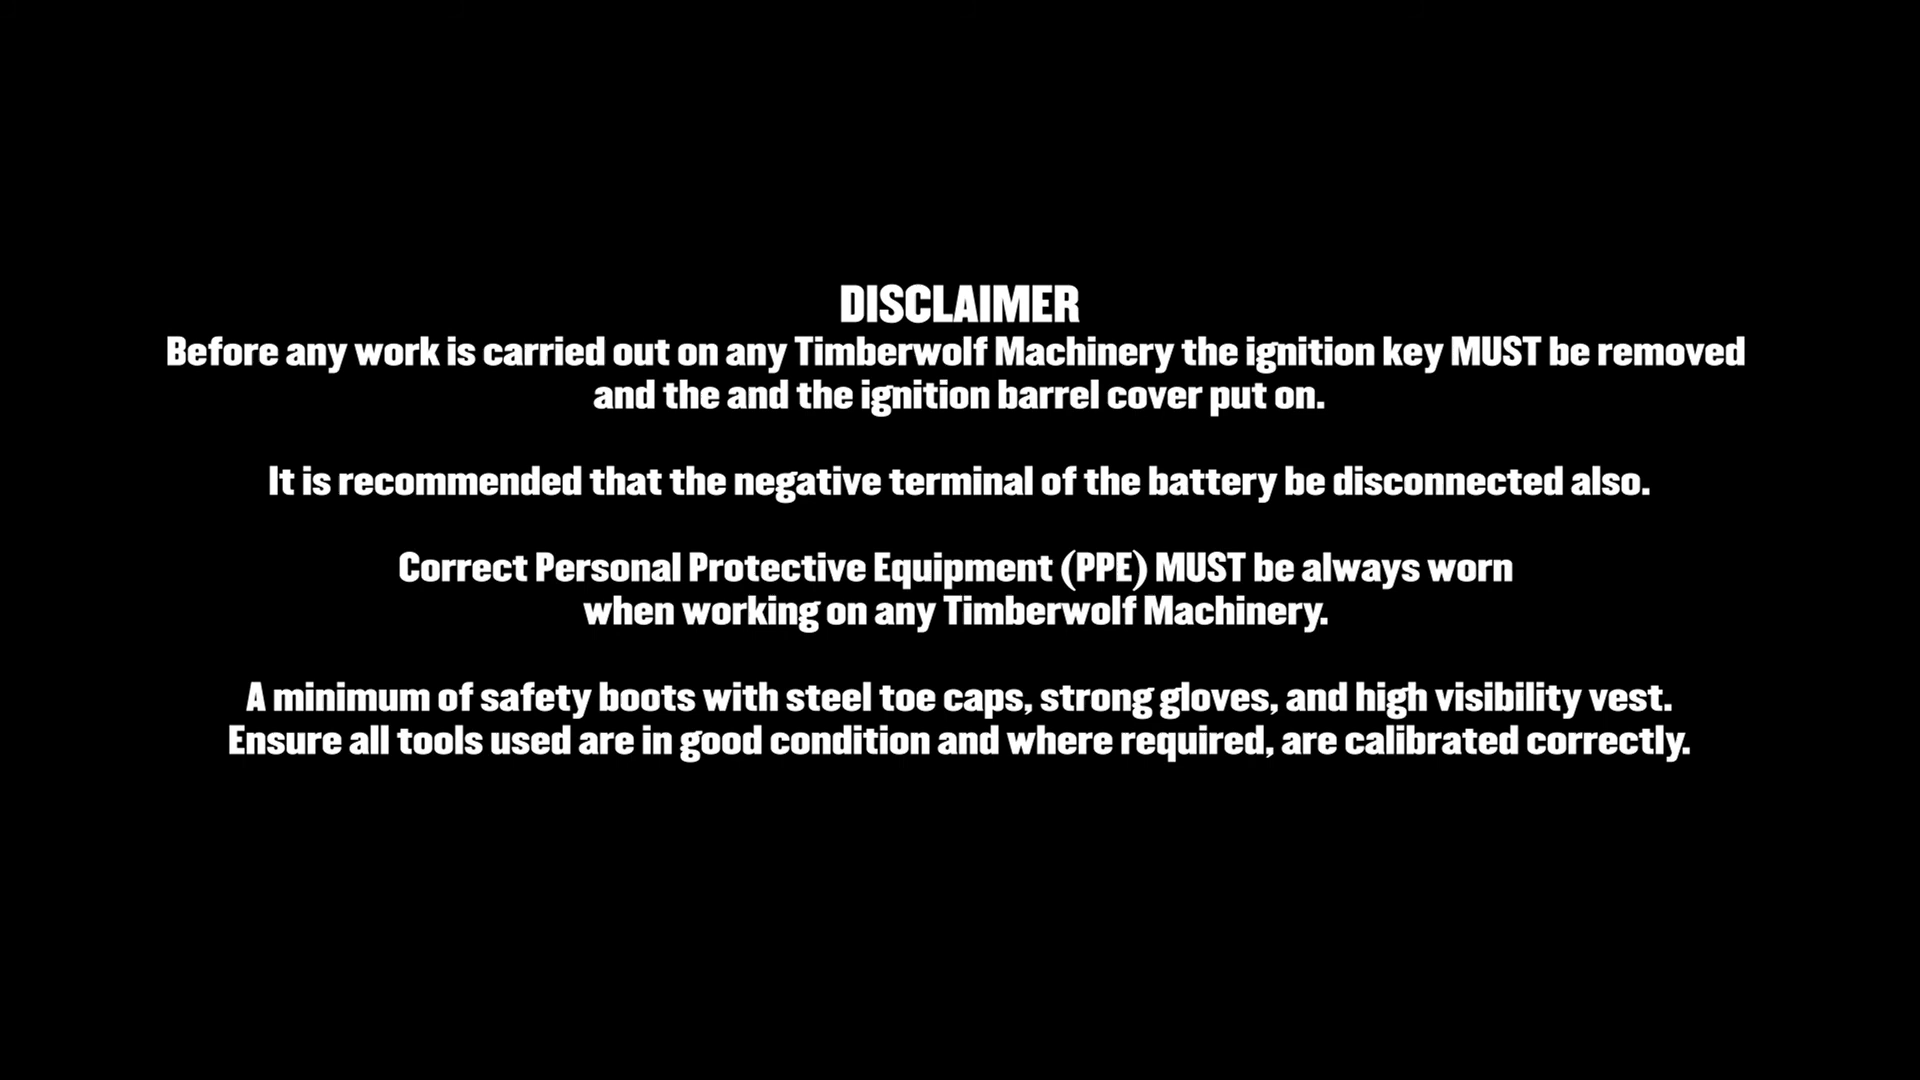 DISCLAIMER
Before any work is carried out on any Timberwolf Machinery the ignition key MUST be removed
and the and the ignition barrel cover put on.
It is recommended that the negative terminal of the battery be disconnected also.
Correct Personal Protective Equipment (PPE) MUST be always worn
when working on any Timberwolf Machinery.
A minimum of safety boots with steel toe caps, strong gloves, and high visibility vest.
Ensure all tools used are in good condition and where required, are calibrated correctly.